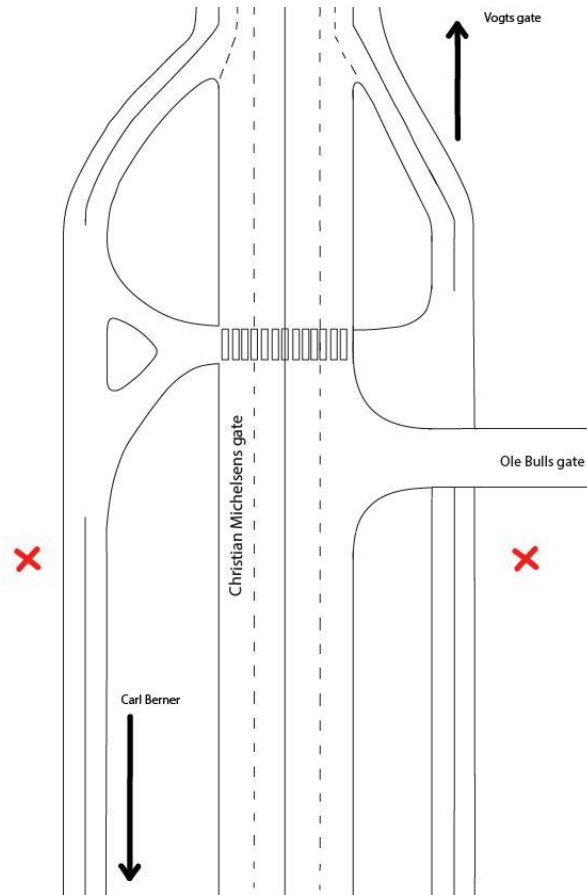 Vogts gate
Christian Michelsens gate
Ole Bulls gate
Carl Berner